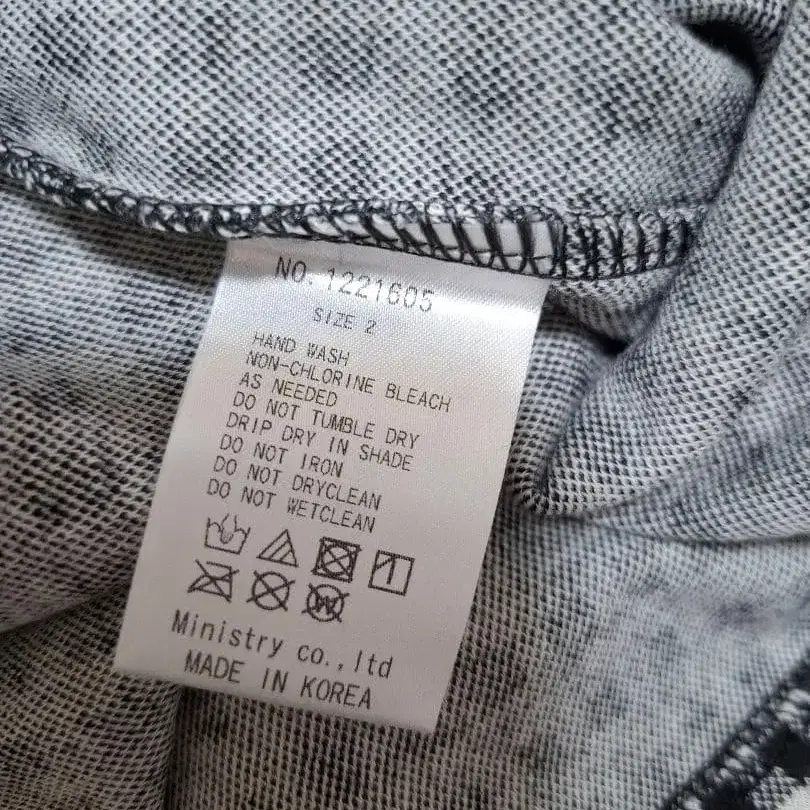 NO. 1221605
SIZE 2
HAND WASH
NON-CHLORINE BLEACH
AS NEEDED
DO NOT TUMBLE DRY
DRIP DRY IN SHADE
DO NOT IRON
DO NOT DRYCLEAN
DO NOT WETCLEAN
W
Ministry co.,ltd
MADE IN KOREA